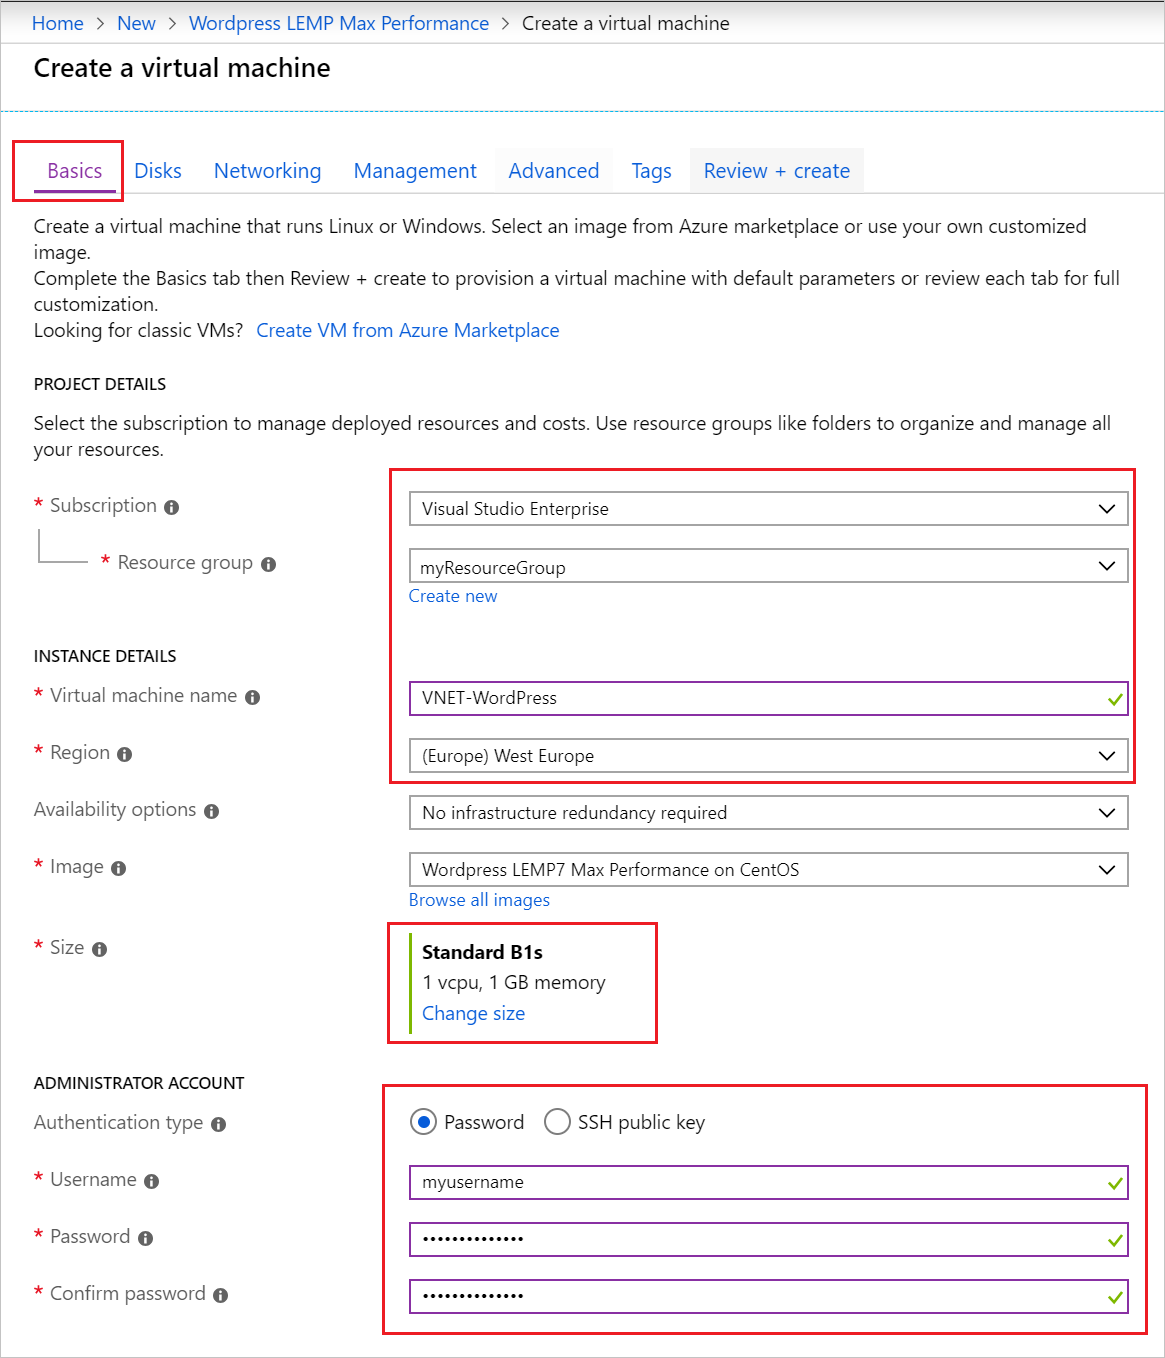 Home > New > Wordpress LEMP Max Performance > Create a virtual machine
Create a virtual machine
Basics Disks Networking Management Advanced Tags Review + create
Create a virtual machine that runs Linux or Windows. Select an image from Azure marketplace or use your own customized
image.
Complete the Basics tab then Review + create to provision a virtual machine with default parameters or review each tab for full
customization.
Looking for classic VMs? Create VM from Azure Marketplace
PROJECT DETAILS
Select the subscription to manage deployed resources and costs. Use resource groups like folders to organize and manage all
your resources.
* Subscription Visual Studio Enterprise
* Resource group myResourceGroup
Create new
INSTANCE DETAILS
* Virtual machine name VNET-WordPress
* Region (Europe) West Europe
Availability options No infrastructure redundancy required
* Image Wordpress LEMP7 Max Performance on CentOS
Browse all images
* Size Standard B1s
1 vcpu, 1 GB memory
Change size
ADMINISTRATOR ACCOUNT
Authentication type Password SSH public key
* Username myusername
* Password ••••••••••••••
* Confirm password ••••••••••••••